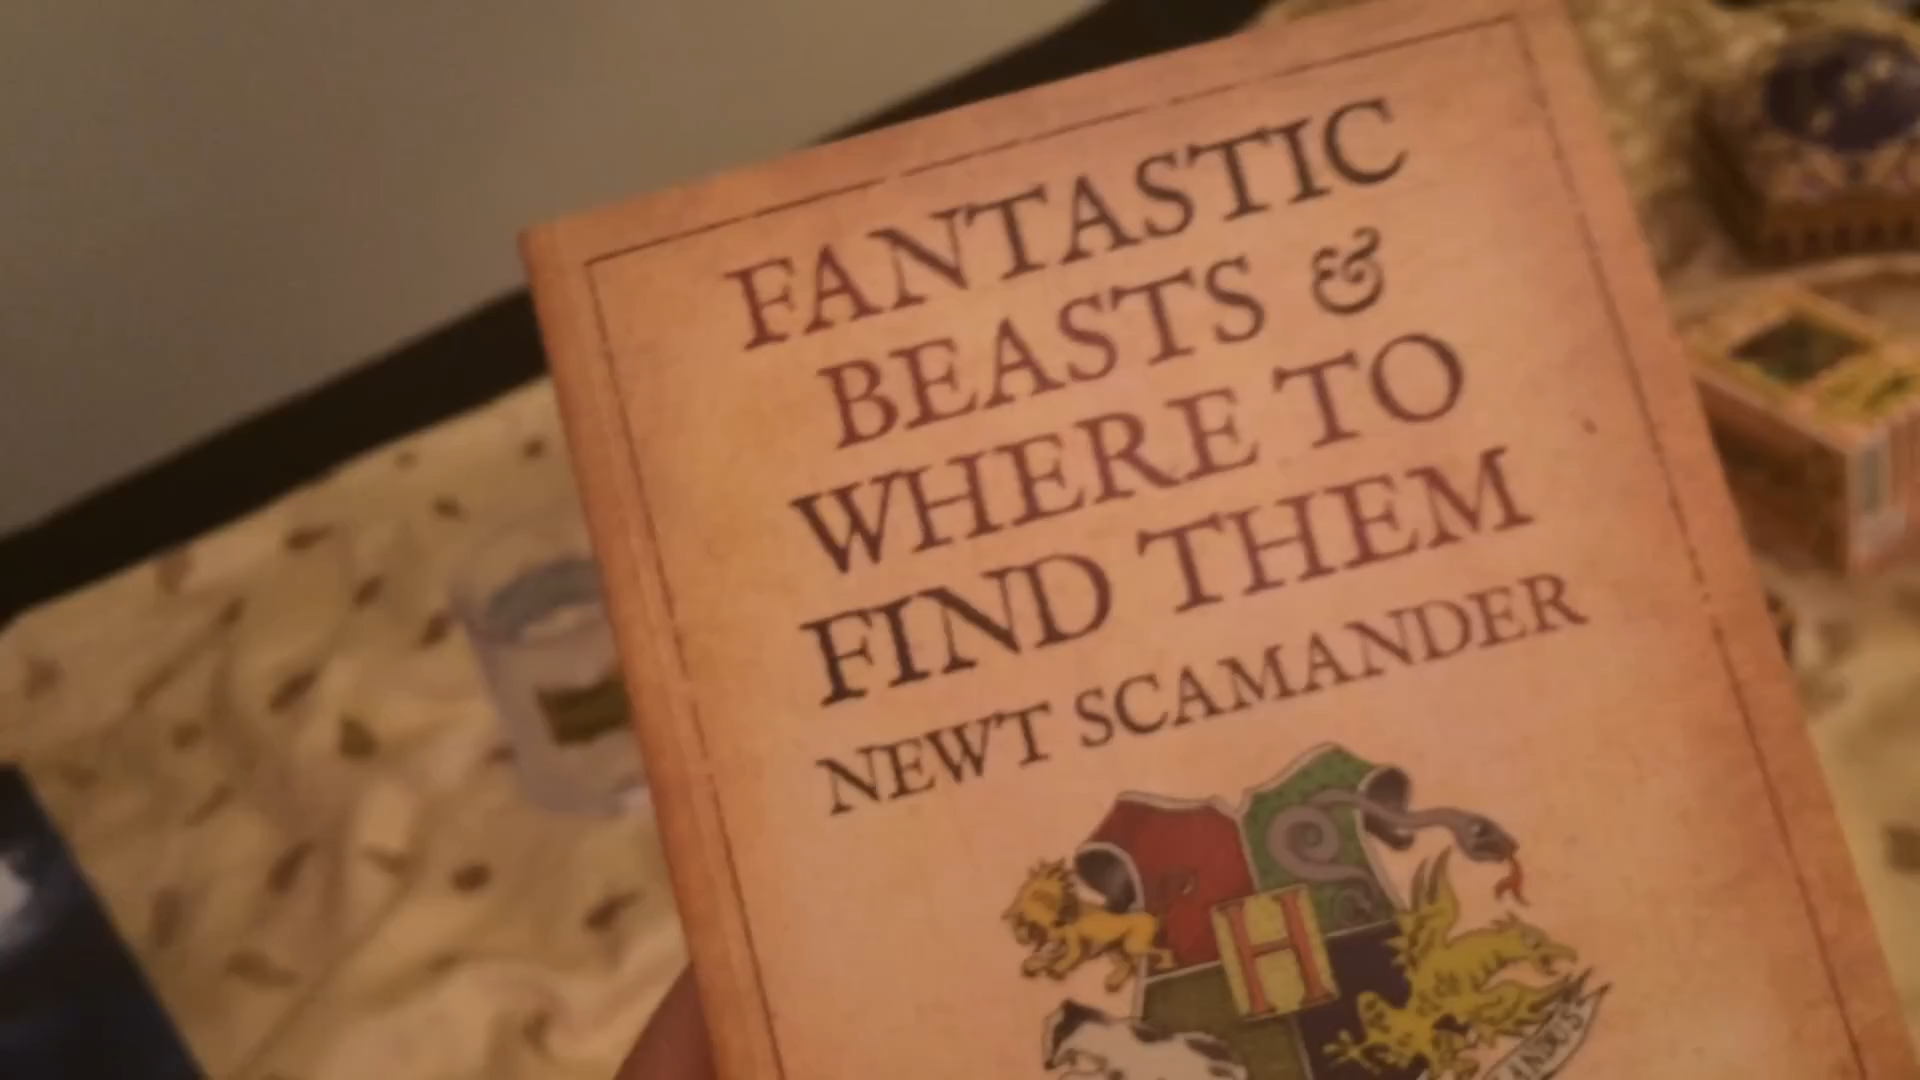 FANTASTIC
BEASTS &
WHERE TO
FIND THEM
NEWT SCAMANDER
H